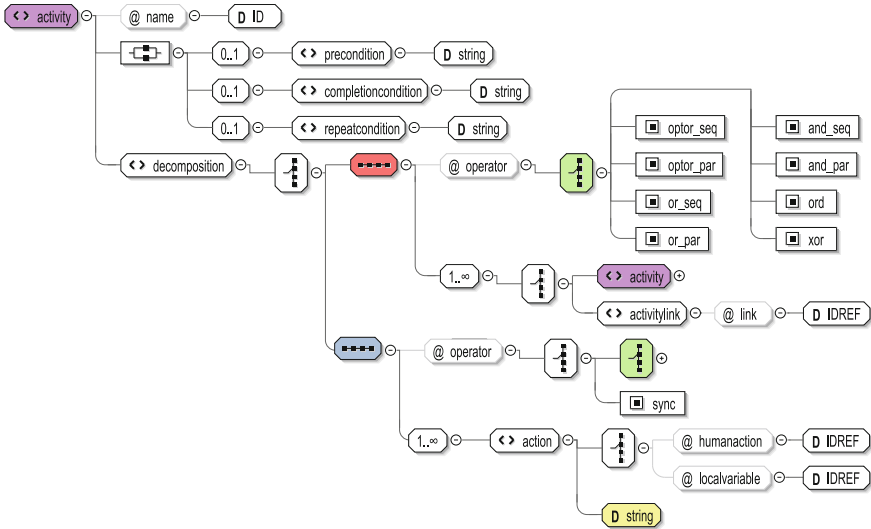 <> activity @ name D ID
0..1 <> precondition D string
0..1 <> completioncondition D string
0..1 <> repeatcondition D string
optor_seq and_seq
<> decomposition @ operator optor_par and_par
or_seq ord
or_par xor
1..∞ <> activity
<> activitylink @ link D IDREF
@ operator
sync
1..∞ <> action @ humanaction D IDREF
@ localvariable D IDREF
D string